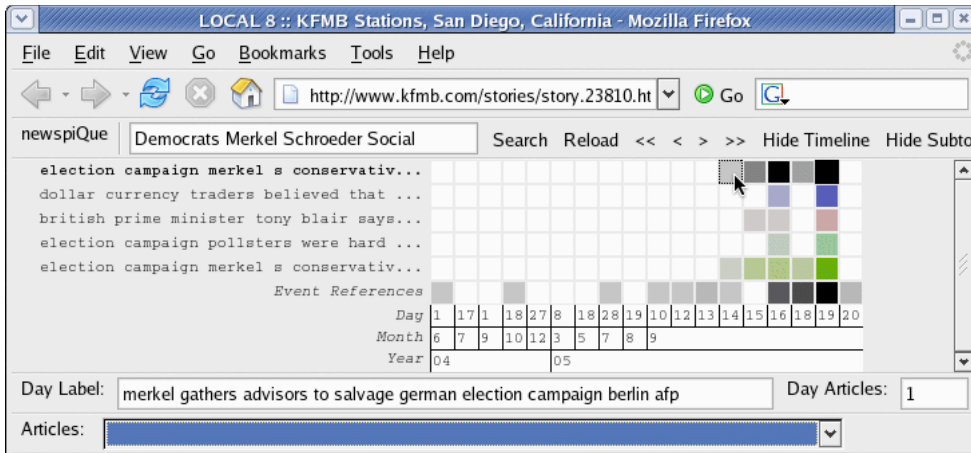 LOCAL 8 :: KFMB Stations, San Diego, California - Mozilla Firefox
File Edit View Go Bookmarks Tools Help
http://www.kfmb.com/stories/story.23810.ht Go G
newspiQue Democrats Merkel Schroeder Social Search Reload << < > >> Hide Timeline Hide Subto
election campaign merkel s conservativ...
dollar currency traders believed that ...
british prime minister tony blair says...
election campaign pollsters were hard ...
election campaign merkel s conservativ...
Event References
Day 1 17 1 18 27 8 18 28 19 10 12 13 14 15 16 18 19 20
Month 6 7 9 10 12 3 5 7 8 9
Year 04 05
Day Label: merkel gathers advisors to salvage german election campaign berlin afp Day Articles: 1
Articles: